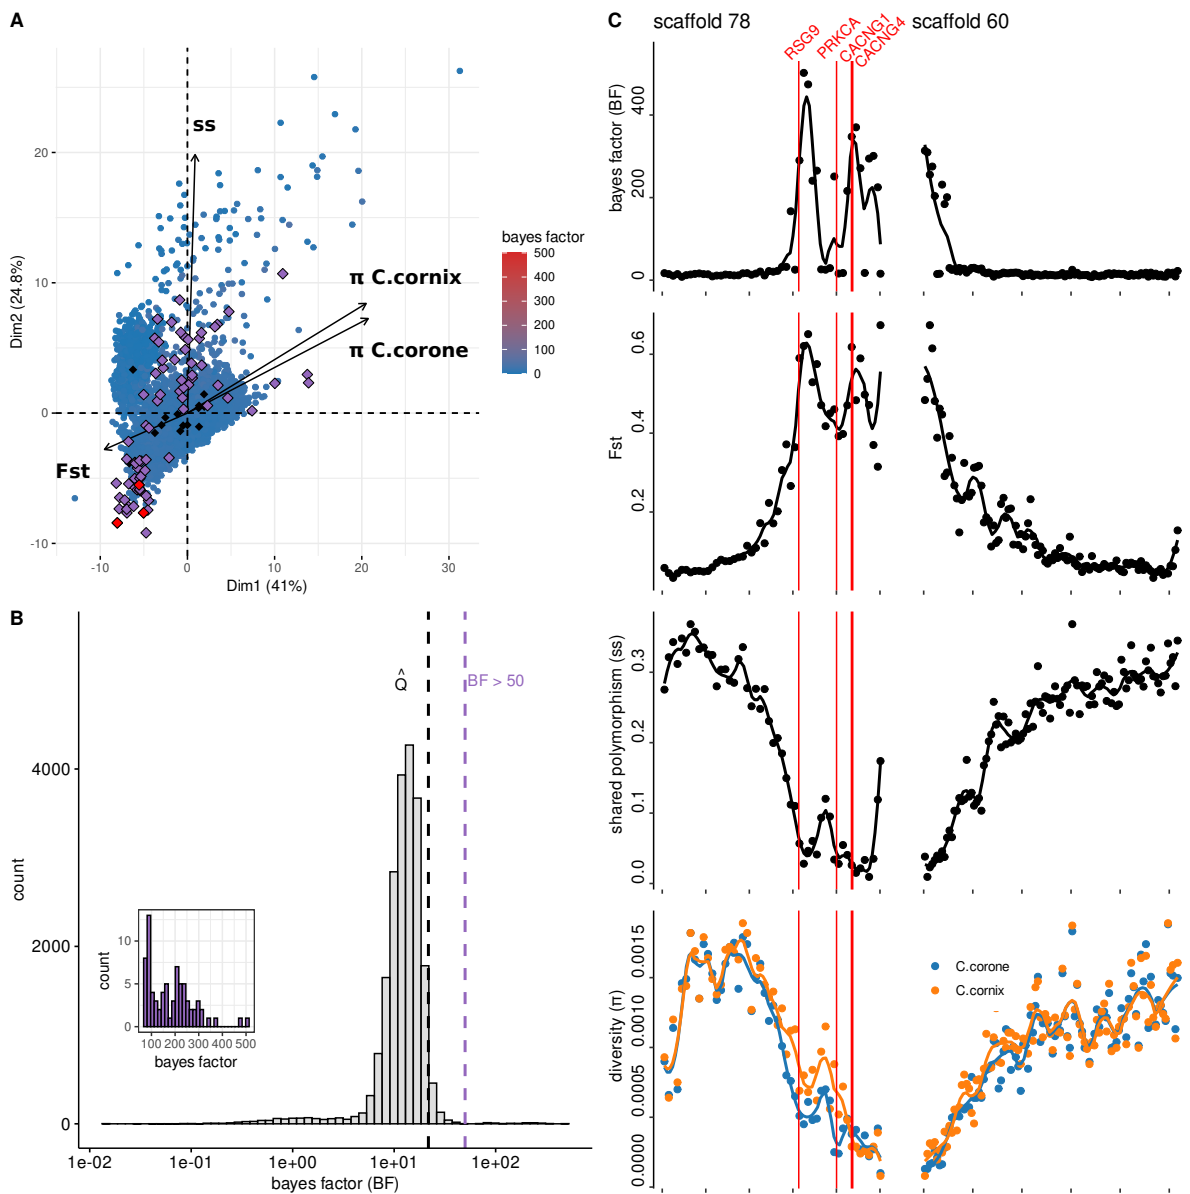 A
Dim2 (24.8%)
20
10
0
-10
-10
0
10
20
30
Dim1 (41%)
ss
π C.cornix
π C.corone
Fst
bayes factor
500
400
300
200
100
0
B
count
4000
2000
0
1e-02
1e-01
1e+00
1e+01
1e+02
bayes factor (BF)
^
Q
BF > 50
count
10
5
0
100
200
300
400
500
bayes factor
C
scaffold 78
scaffold 60
RSG9
PRKCA
CACNG1
CACNG4
bayes factor (BF)
400
200
0
Fst
0.6
0.4
0.2
shared polymorphism (ss)
0.3
0.2
0.1
0.0
diversity (π)
0.0015
0.0010
0.0005
0.0000
C.corone
C.cornix